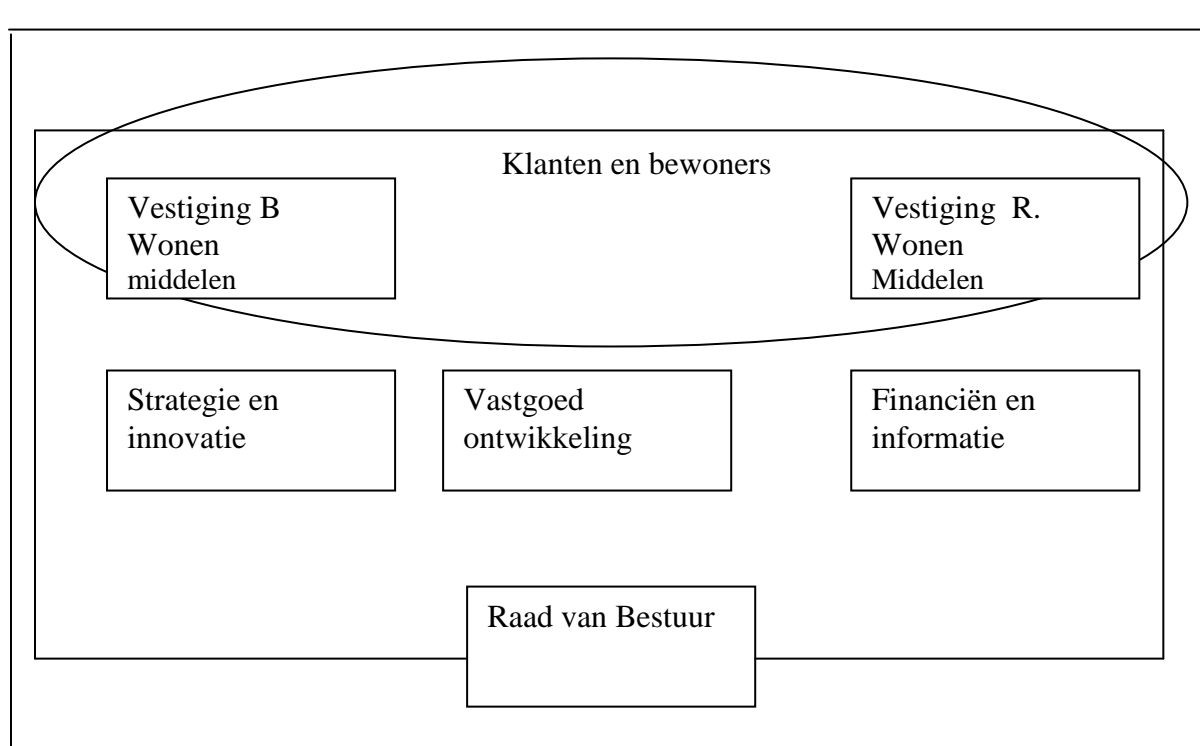 Klanten en bewoners
Vestiging B
Wonen
middelen
Vestiging R.
Wonen
Middelen
Strategie en
innovatie
Vastgoed
ontwikkeling
Financiën en
informatie
Raad van Bestuur